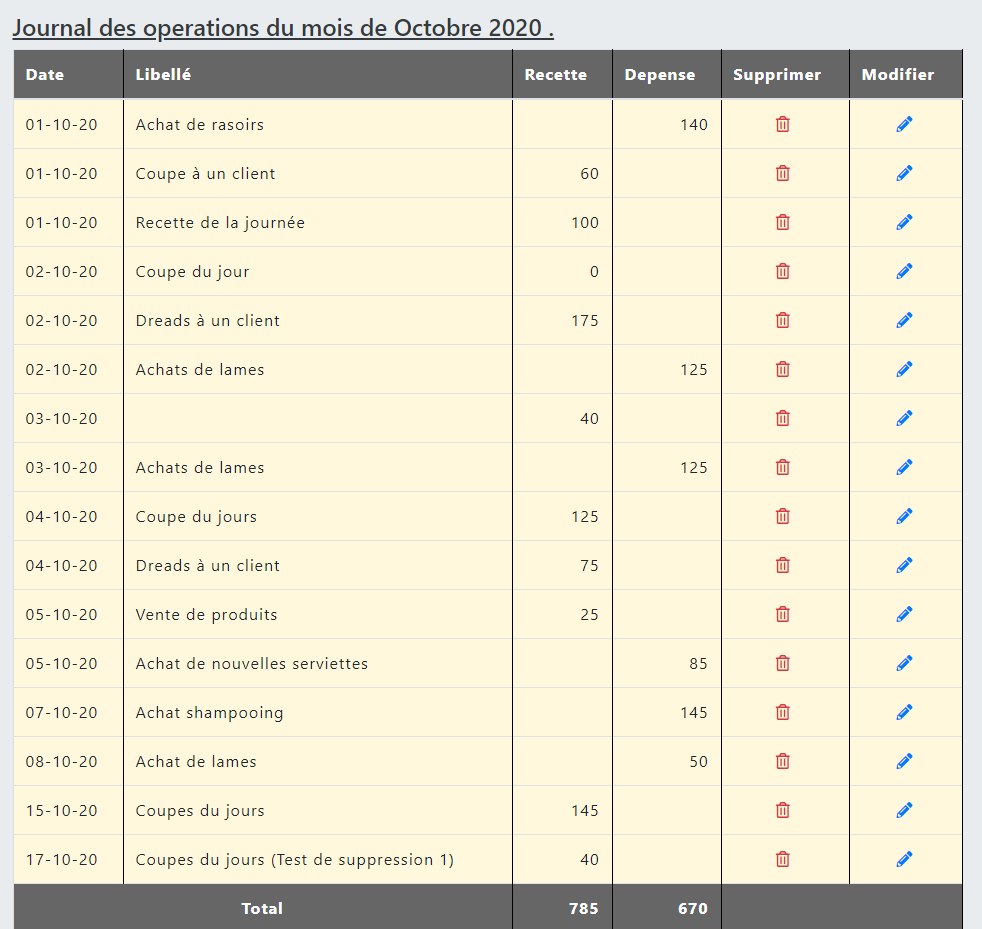 Journal des operations du mois de Octobre 2020 .
Date Libellé Recette Depense Supprimer Modifier
01-10-20 Achat de rasoirs 140
01-10-20 Coupe à un client 60
01-10-20 Recette de la journée 100
02-10-20 Coupe du jour 0
02-10-20 Dreads à un client 175
02-10-20 Achats de lames 125
03-10-20 40
03-10-20 Achats de lames 125
04-10-20 Coupe du jours 125
04-10-20 Dreads à un client 75
05-10-20 Vente de produits 25
05-10-20 Achat de nouvelles serviettes 85
07-10-20 Achat shampooing 145
08-10-20 Achat de lames 50
15-10-20 Coupes du jours 145
17-10-20 Coupes du jours (Test de suppression 1) 40
Total 785 670